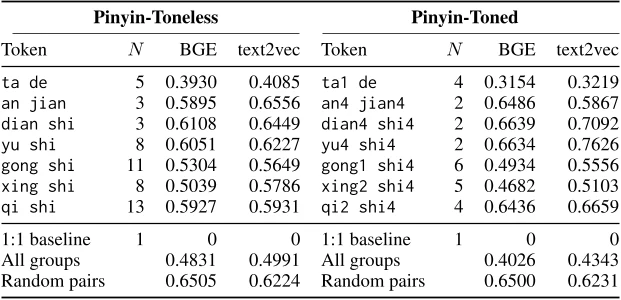 Pinyin-Toneless Pinyin-Toned
Token N BGE text2vec Token N BGE text2vec
ta de 5 0.3930 0.4085 ta1 de 4 0.3154 0.3219
an jian 3 0.5895 0.6556 an4 jian4 2 0.6486 0.5867
dian shi 3 0.6108 0.6449 dian4 shi4 2 0.6639 0.7092
yu shi 8 0.6051 0.6227 yu4 shi4 2 0.6634 0.7626
gong shi 11 0.5304 0.5649 gong1 shi4 6 0.4934 0.5556
xing shi 8 0.5039 0.5786 xing2 shi4 5 0.4682 0.5103
qi shi 13 0.5927 0.5931 qi2 shi4 4 0.6436 0.6659
1:1 baseline 1 0 0 1:1 baseline 1 0 0
All groups 0.4831 0.4991 All groups 0.4026 0.4343
Random pairs 0.6505 0.6224 Random pairs 0.6500 0.6231